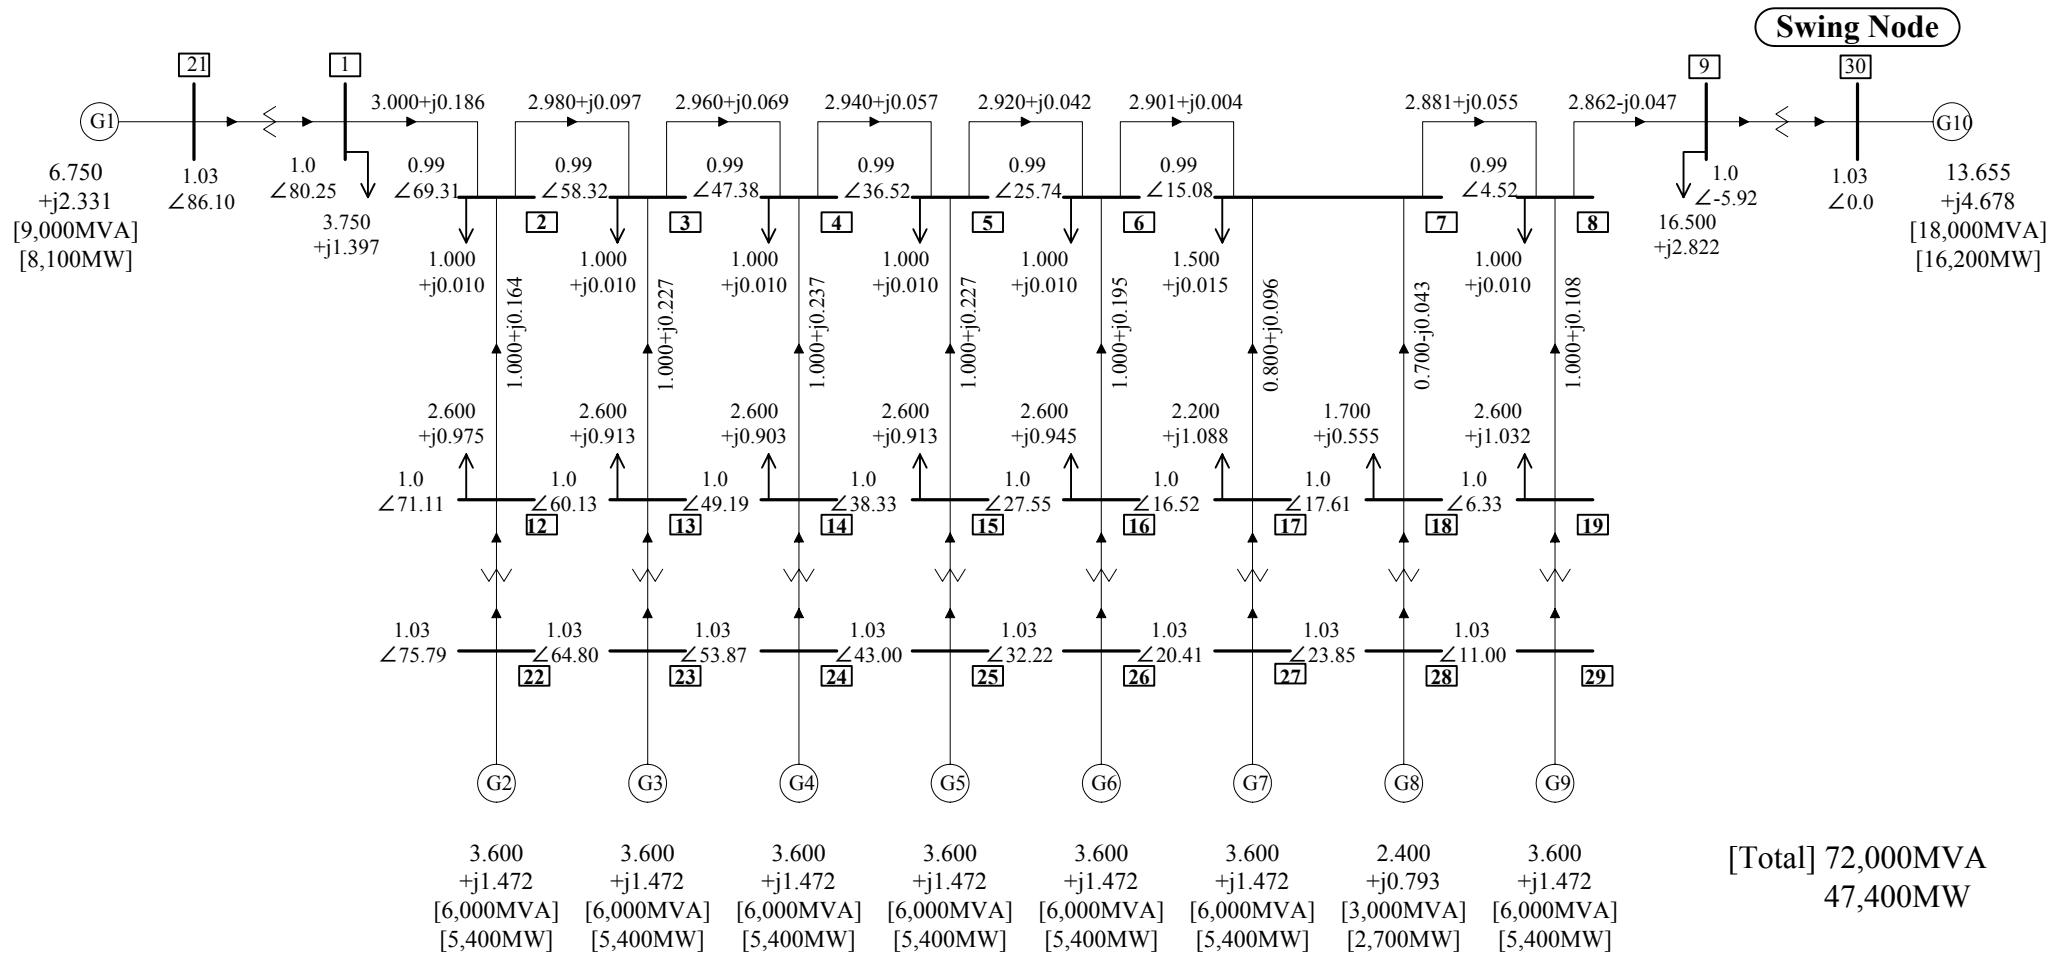 Swing Node
21
1
9
30
3.000+j0.186
2.980+j0.097
2.960+j0.069
2.940+j0.057
2.920+j0.042
2.901+j0.004
2.881+j0.055
2.862-j0.047
G1
G10
6.750
+j2.331
[9,000MVA]
[8,100MW]
1.03
∠86.10
1.0
∠80.25
3.750
+j1.397
0.99
∠69.31
0.99
∠58.32
0.99
∠47.38
0.99
∠36.52
0.99
∠25.74
0.99
∠15.08
0.99
∠4.52
1.0
∠-5.92
16.500
+j2.822
1.03
∠0.0
13.655
+j4.678
[18,000MVA]
[16,200MW]
2
3
4
5
6
7
8
1.000
+j0.010
1.000
+j0.010
1.000
+j0.010
1.000
+j0.010
1.000
+j0.010
1.500
+j0.015
1.000
+j0.010
1.000+j0.164
1.000+j0.227
1.000+j0.237
1.000+j0.227
1.000+j0.195
0.800+j0.096
0.700-j0.043
1.000+j0.108
2.600
+j0.975
2.600
+j0.913
2.600
+j0.903
2.600
+j0.913
2.600
+j0.945
2.200
+j1.088
1.700
+j0.555
2.600
+j1.032
1.0
∠71.11
1.0
∠60.13
1.0
∠49.19
1.0
∠38.33
1.0
∠27.55
1.0
∠16.52
1.0
∠17.61
1.0
∠6.33
12
13
14
15
16
17
18
19
1.03
∠75.79
1.03
∠64.80
1.03
∠53.87
1.03
∠43.00
1.03
∠32.22
1.03
∠20.41
1.03
∠23.85
1.03
∠11.00
22
23
24
25
26
27
28
29
G2
G3
G4
G5
G6
G7
G8
G9
3.600
+j1.472
[6,000MVA]
[5,400MW]
3.600
+j1.472
[6,000MVA]
[5,400MW]
3.600
+j1.472
[6,000MVA]
[5,400MW]
3.600
+j1.472
[6,000MVA]
[5,400MW]
3.600
+j1.472
[6,000MVA]
[5,400MW]
3.600
+j1.472
[6,000MVA]
[5,400MW]
2.400
+j0.793
[3,000MVA]
[2,700MW]
3.600
+j1.472
[6,000MVA]
[5,400MW]
[Total] 72,000MVA
47,400MW